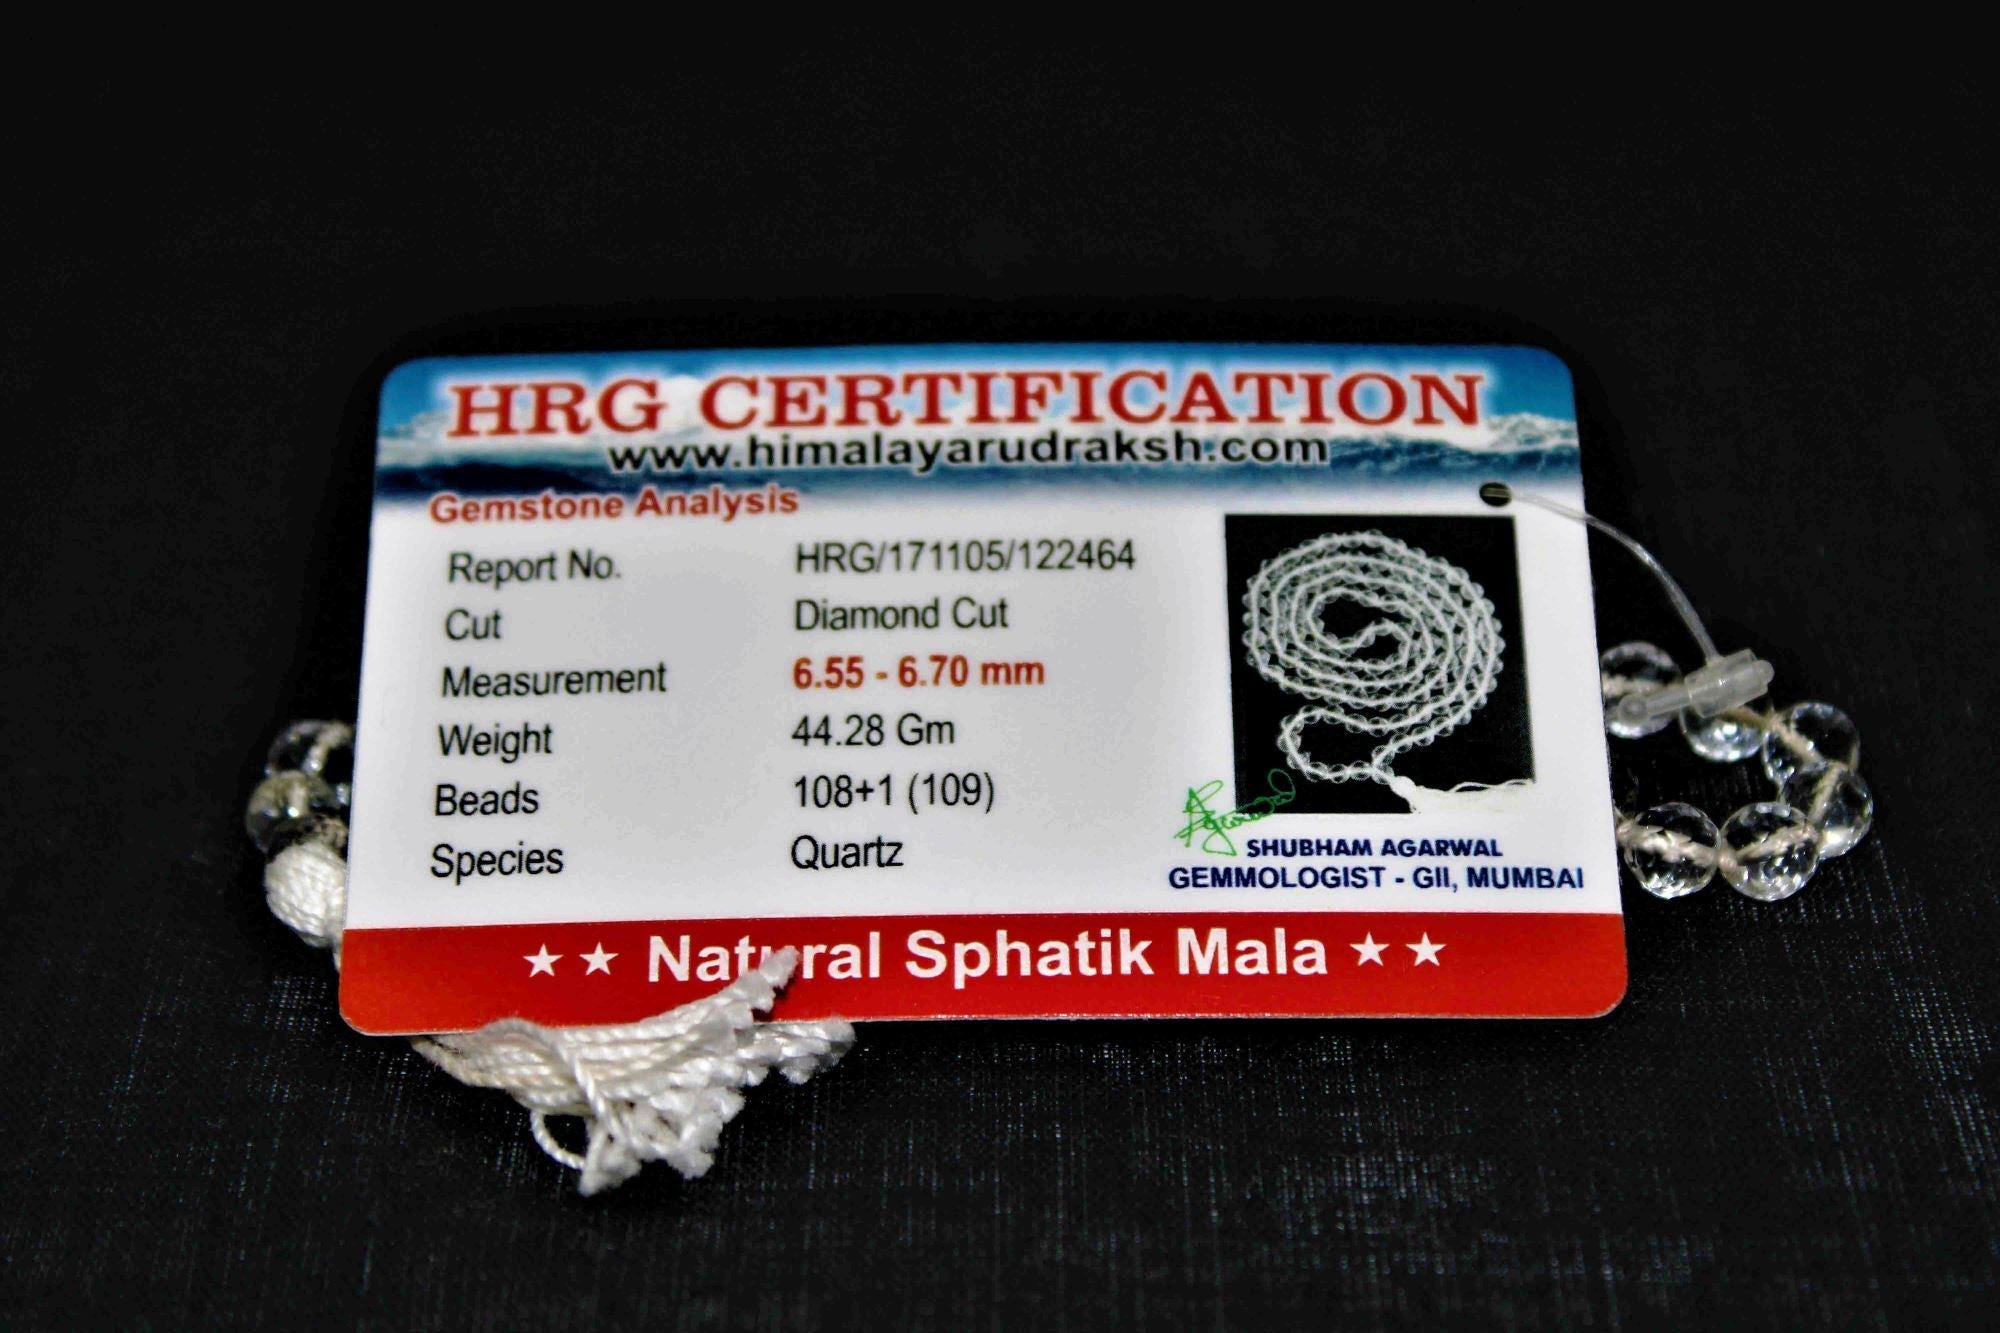 HRG CERTIFICATION
www.himalayarudraksh.com
Gemstone Analysis
Report No. HRG/171105/122464
Cut Diamond Cut
Measurement 6.55 - 6.70 mm
Weight 44.28 Gm
Beads 108+1 (109)
Species Quartz
SHUBHAM AGARWAL
GEMMOLOGIST - GII, MUMBAI
★ ★ Natural Sphatik Mala ★ ★